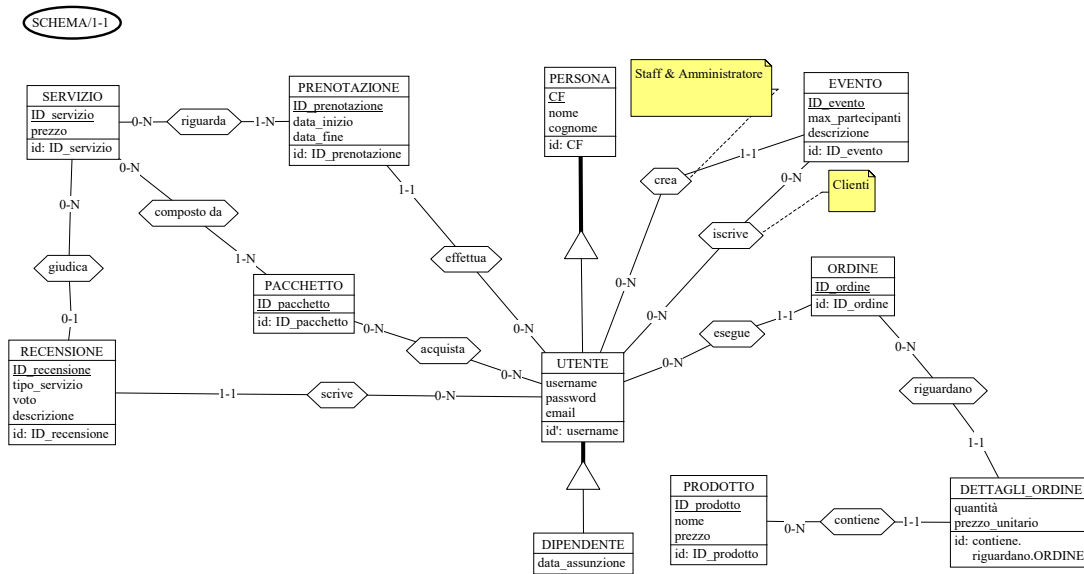 SCHEMA/1-1
SERVIZIO
ID_servizio
prezzo
id: ID_servizio
0-N
riguarda
1-N
PRENOTAZIONE
ID_prenotazione
data_inizio
data_fine
id: ID_prenotazione
PERSONA
CF
nome
cognome
id: CF
Staff & Amministratore
EVENTO
ID_evento
max_partecipanti
descrizione
id: ID_evento
0-N
composto da
1-N
0-N
giudica
0-1
1-1
effettua
0-N
crea
1-1
0-N
0-N
iscrive
0-N
Clienti
PACCHETTO
ID_pacchetto
id: ID_pacchetto
0-N
acquista
0-N
ORDINE
ID_ordine
id: ID_ordine
esegue
1-1
0-N
RECENSIONE
ID_recensione
tipo_servizio
voto
descrizione
id: ID_recensione
1-1
scrive
0-N
UTENTE
username
password
email
id': username
0-N
riguardano
1-1
DIPENDENTE
data_assunzione
PRODOTTO
ID_prodotto
nome
prezzo
id: ID_prodotto
0-N
contiene
1-1
DETTAGLI_ORDINE
quantità
prezzo_unitario
id: contiene.
riguardano.ORDINE